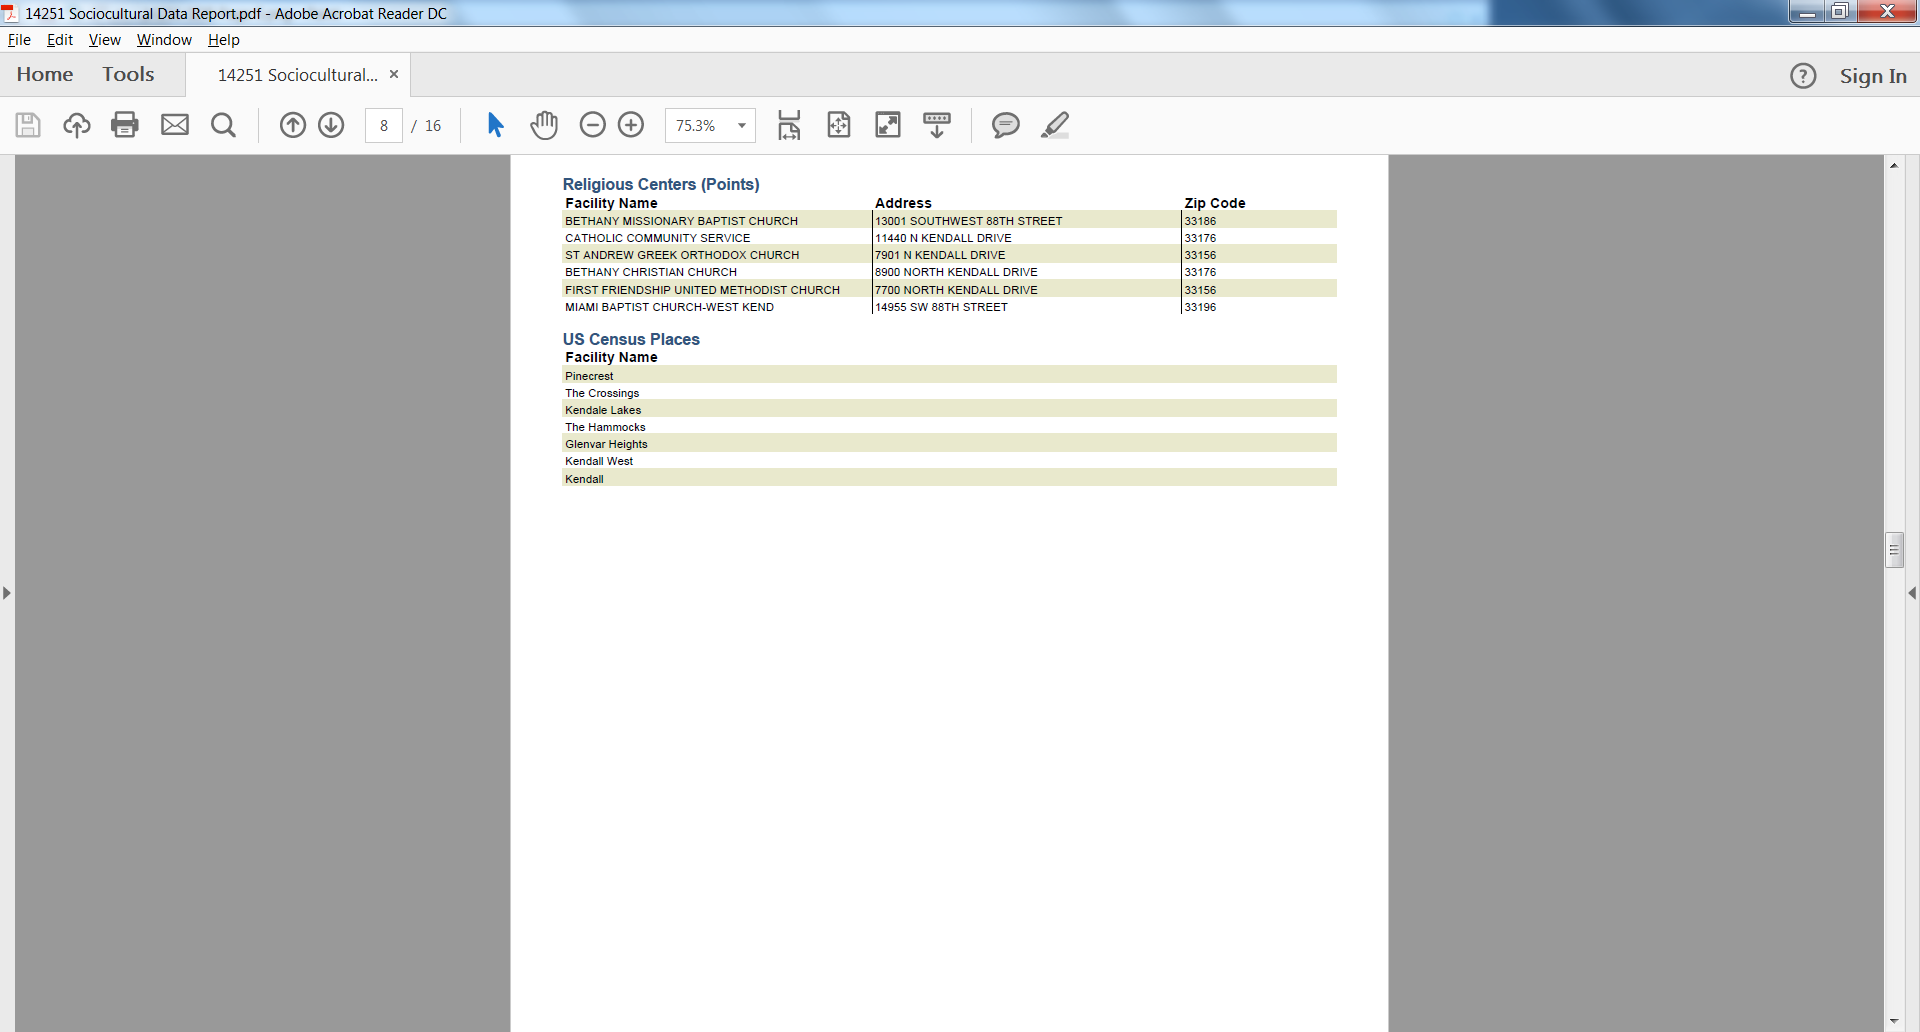 14251 Sociocultural Data Report.pdf - Adobe Acrobat Reader DC
File Edit View Window Help
Home Tools 14251 Sociocultural... × ? Sign In
8 / 16 75.3%
Religious Centers (Points)
Facility Name Address Zip Code
BETHANY MISSIONARY BAPTIST CHURCH 13001 SOUTHWEST 88TH STREET 33186
CATHOLIC COMMUNITY SERVICE 11440 N KENDALL DRIVE 33176
ST ANDREW GREEK ORTHODOX CHURCH 7901 N KENDALL DRIVE 33156
BETHANY CHRISTIAN CHURCH 8900 NORTH KENDALL DRIVE 33176
FIRST FRIENDSHIP UNITED METHODIST CHURCH 7700 NORTH KENDALL DRIVE 33156
MIAMI BAPTIST CHURCH-WEST KEND 14955 SW 88TH STREET 33196
US Census Places
Facility Name
Pinecrest
The Crossings
Kendale Lakes
The Hammocks
Glenvar Heights
Kendall West
Kendall